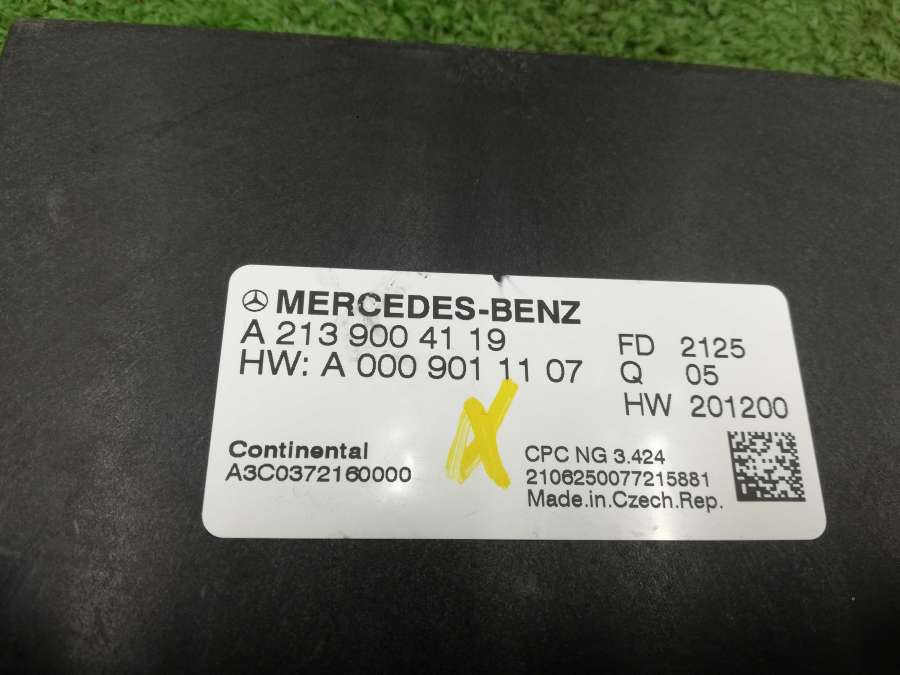 MERCEDES-BENZ
A 213 900 41 19
HW: A 000 901 11 07
FD 2125
Q 05
HW 201200
Continental
A3C0372160000
CPC NG 3.424
2106250077215881
Made.in.Czech.Rep.
X